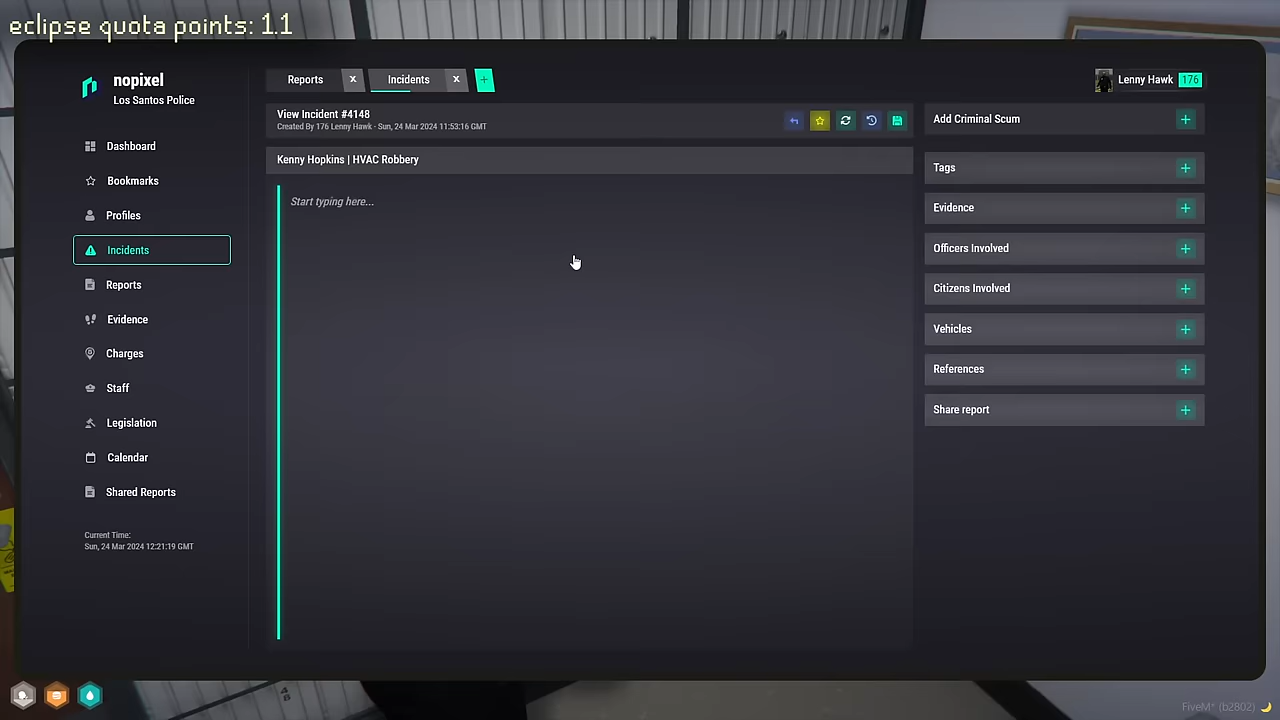 eclipse quota points: 1.1
nopixel
Los Santos Police
Dashboard
Bookmarks
Profiles
Incidents
Reports
Evidence
Charges
Staff
Legislation
Calendar
Shared Reports
Current Time:
Sun, 24 Mar 2024 12:21:19 GMT
Reports x Incidents x +
Lenny Hawk 176
View Incident #4148
Created By 176 Lenny Hawk - Sun, 24 Mar 2024 11:53:16 GMT
Kenny Hopkins | HVAC Robbery
Start typing here...
Add Criminal Scum +
Tags +
Evidence +
Officers Involved +
Citizens Involved +
Vehicles +
References +
Share report +
FiveM* (b2802)